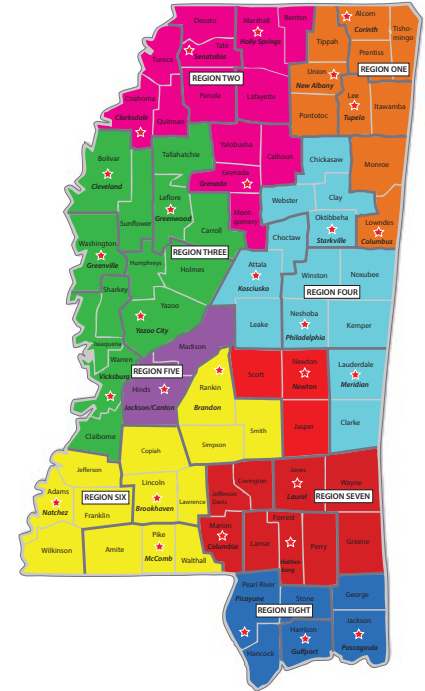 Desoto
Marshall
Holly Springs
Benton
Alcorn
Corinth
Tisho-
mingo
Tippah
Prentiss
REGION ONE
Tate
Senatobia
Tunica
REGION TWO
Union
New Albany
Panola
Lafayette
Lee
Tupelo
Itawamba
Coahoma
Clarksdale
Quitman
Pontotoc
Bolivar
Cleveland
Tallahatchie
Yalobusha
Calhoun
Chickasaw
Monroe
Grenada
Grenada
Leflore
Greenwood
Webster
Clay
Mont-
gomery
Sunflower
Carroll
Oktibbeha
Starkville
Lowndes
Columbus
Choctaw
Washington
Greenville
REGION THREE
Humphreys
Holmes
Attala
Kosciusko
Winston
Noxubee
Sharkey
REGION FOUR
Yazoo
Yazoo City
Leake
Neshoba
Philadelphia
Kemper
Issaquena
Madison
Warren
Vicksburg
REGION FIVE
Hinds
Jackson/Canton
Rankin
Brandon
Scott
Newton
Newton
Lauderdale
Meridian
Claiborne
Simpson
Smith
Jasper
Clarke
Copiah
Jefferson
Adams
Natchez
REGION SIX
Franklin
Lincoln
Brookhaven
Lawrence
Jefferson
Davis
Covington
Jones
Laurel
REGION SEVEN
Wayne
Wilkinson
Amite
Pike
McComb
Walthall
Marion
Columbia
Lamar
Forrest
Hatties-
burg
Perry
Greene
Pearl River
Picayune
Stone
George
REGION EIGHT
Hancock
Harrison
Gulfport
Jackson
Pascagoula